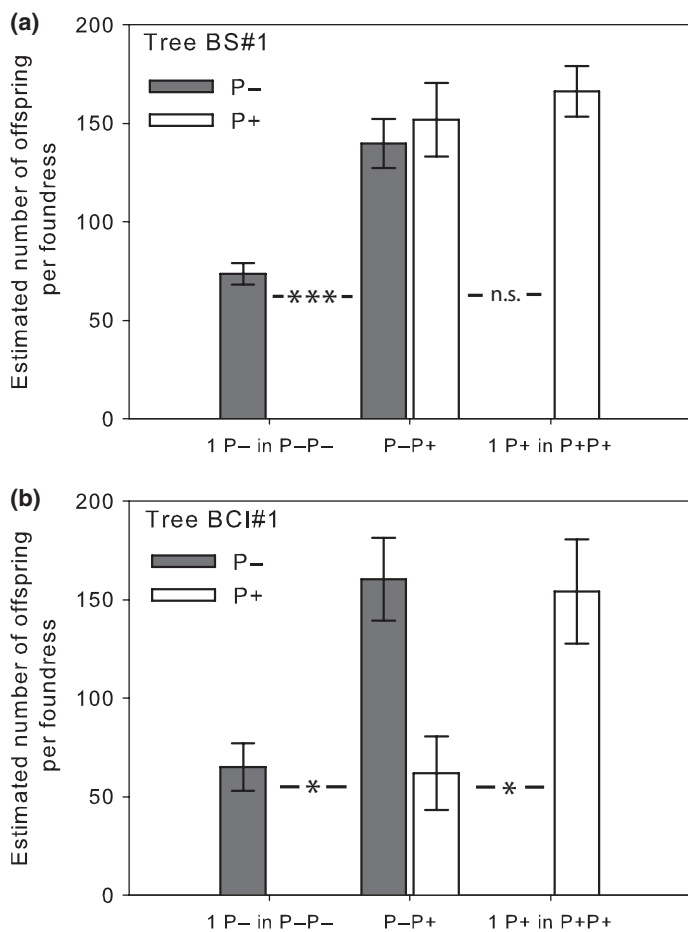 (a)
Tree BS#1
P−
P+
Estimated number of offspring
per foundress
200
150
100
50
0
–***–
– n.s. –
1 P− in P−P−
P−P+
1 P+ in P+P+
(b)
Tree BCI#1
P−
P+
Estimated number of offspring
per foundress
200
150
100
50
0
– * –
– * –
1 P− in P−P−
P−P+
1 P+ in P+P+